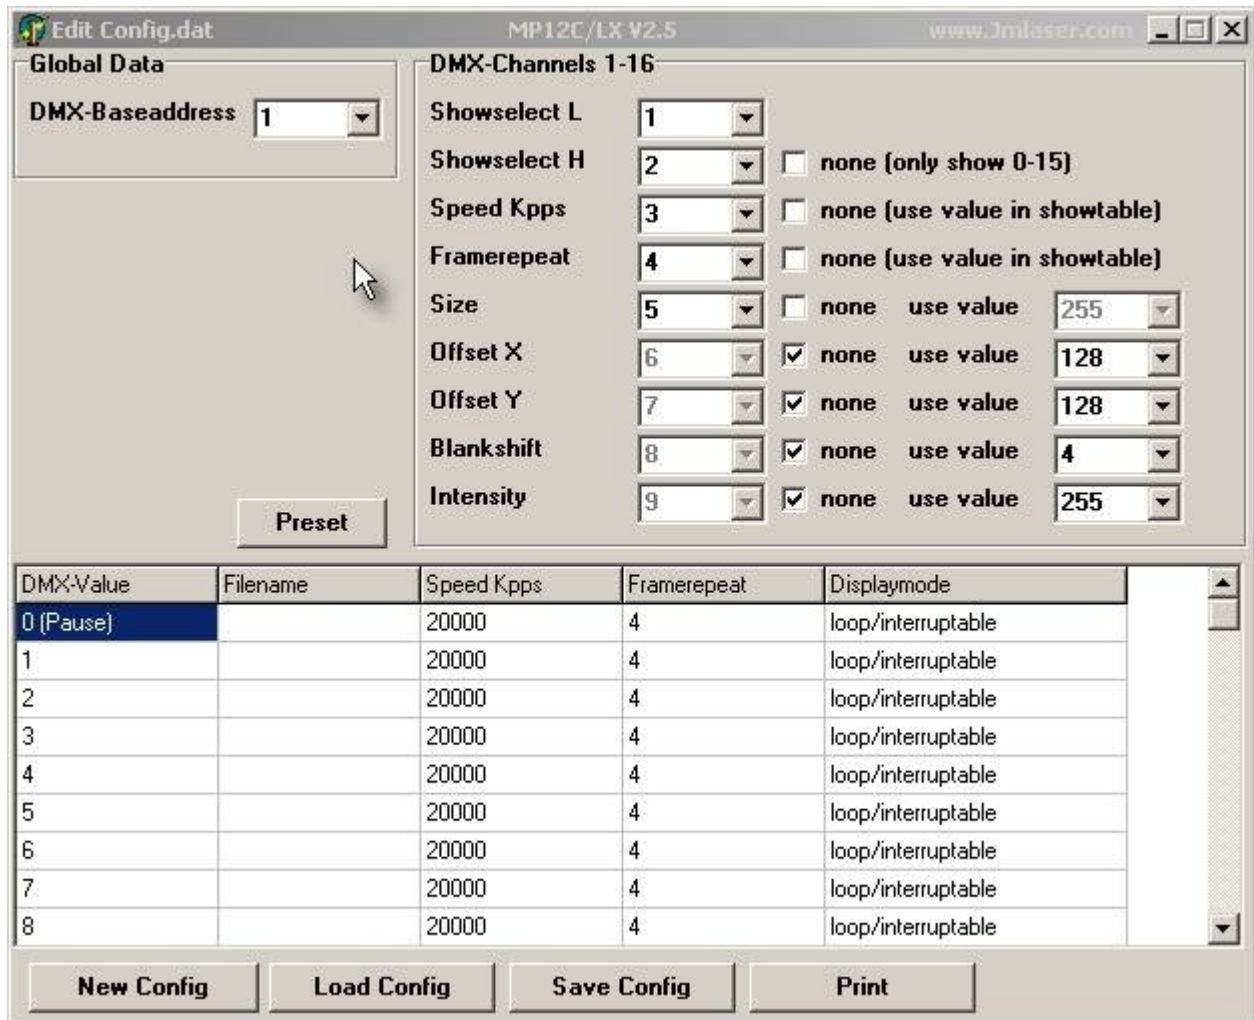 Edit Config.dat MP12C/LX V2.5 www.Jmlaser.com
Global Data
DMX-Baseaddress 1
DMX-Channels 1-16
Showselect L 1
Showselect H 2 none (only show 0-15)
Speed Kpps 3 none (use value in showtable)
Framerepeat 4 none (use value in showtable)
Size 5 none use value 255
Offset X 6 none use value 128
Offset Y 7 none use value 128
Blankshift 8 none use value 4
Intensity 9 none use value 255
Preset
DMX-Value Filename Speed Kpps Framerepeat Displaymode
0 (Pause) 20000 4 loop/interruptable
1 20000 4 loop/interruptable
2 20000 4 loop/interruptable
3 20000 4 loop/interruptable
4 20000 4 loop/interruptable
5 20000 4 loop/interruptable
6 20000 4 loop/interruptable
7 20000 4 loop/interruptable
8 20000 4 loop/interruptable
New Config Load Config Save Config Print